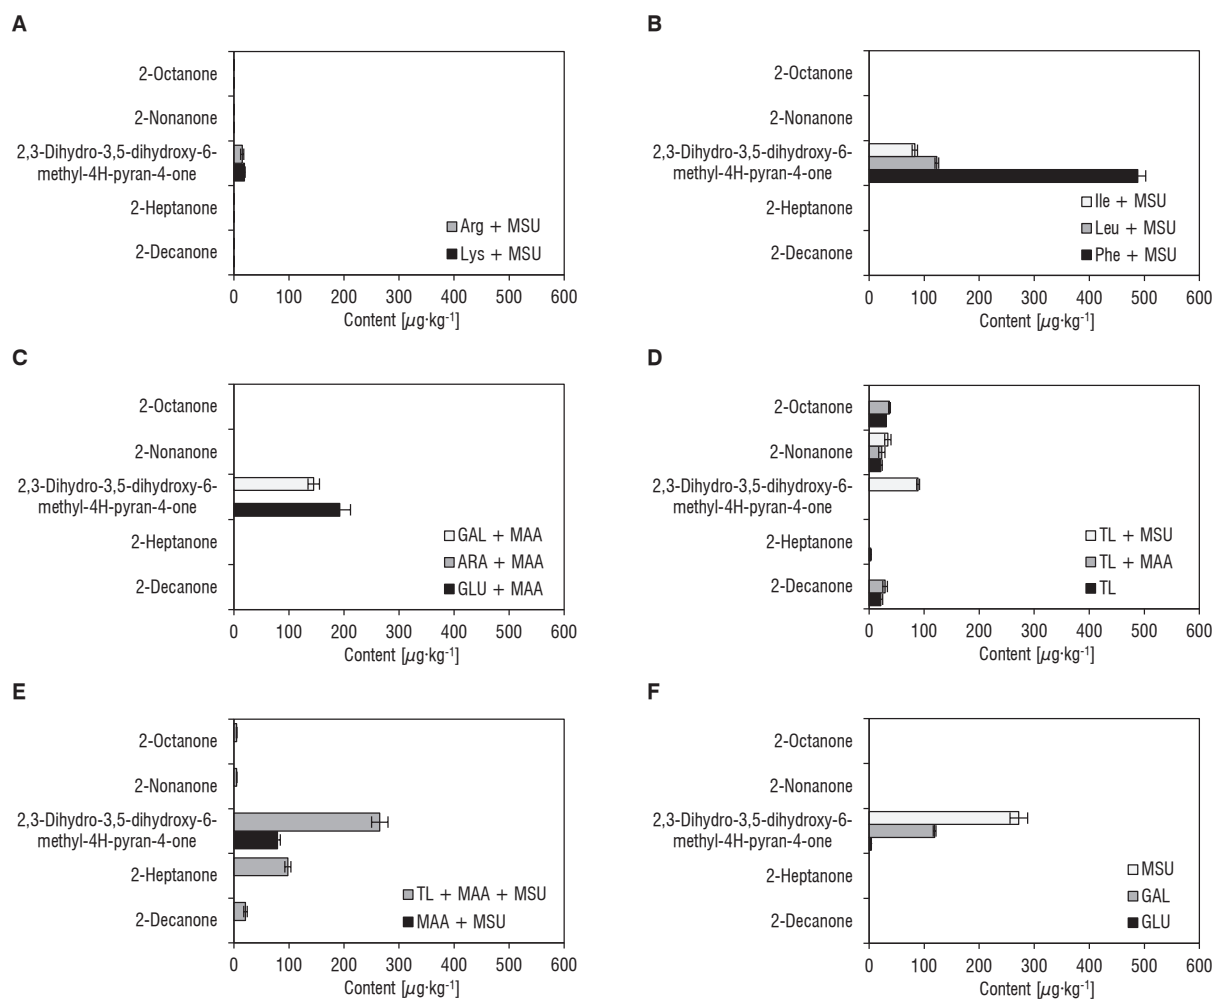 A
2-Octanone
2-Nonanone
2,3-Dihydro-3,5-dihydroxy-6-
methyl-4H-pyran-4-one
2-Heptanone
2-Decanone
Arg + MSU
Lys + MSU
0 100 200 300 400 500 600
Content [µg·kg-1]
B
2-Octanone
2-Nonanone
2,3-Dihydro-3,5-dihydroxy-6-
methyl-4H-pyran-4-one
2-Heptanone
2-Decanone
Ile + MSU
Leu + MSU
Phe + MSU
0 100 200 300 400 500 600
Content [µg·kg-1]
C
2-Octanone
2-Nonanone
2,3-Dihydro-3,5-dihydroxy-6-
methyl-4H-pyran-4-one
2-Heptanone
2-Decanone
GAL + MAA
ARA + MAA
GLU + MAA
0 100 200 300 400 500 600
Content [µg·kg-1]
D
2-Octanone
2-Nonanone
2,3-Dihydro-3,5-dihydroxy-6-
methyl-4H-pyran-4-one
2-Heptanone
2-Decanone
TL + MSU
TL + MAA
TL
0 100 200 300 400 500 600
Content [µg·kg-1]
E
2-Octanone
2-Nonanone
2,3-Dihydro-3,5-dihydroxy-6-
methyl-4H-pyran-4-one
2-Heptanone
2-Decanone
TL + MAA + MSU
MAA + MSU
0 100 200 300 400 500 600
Content [µg·kg-1]
F
2-Octanone
2-Nonanone
2,3-Dihydro-3,5-dihydroxy-6-
methyl-4H-pyran-4-one
2-Heptanone
2-Decanone
MSU
GAL
GLU
0 100 200 300 400 500 600
Content [µg·kg-1]